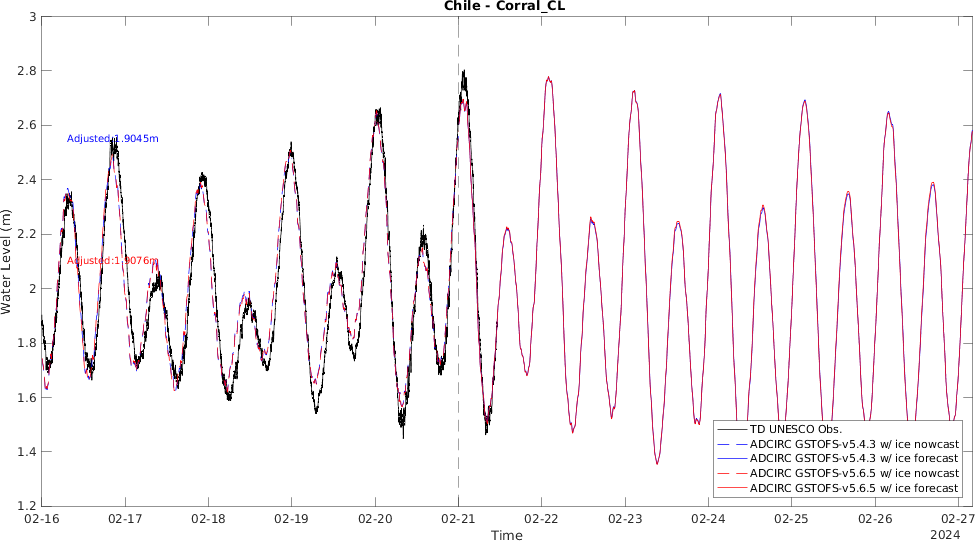 Chile - Corral_CL
3
2.8
2.6
2.4
2.2
2
1.8
1.6
1.4
1.2
Water Level (m)
Adjusted:1.9045m
Adjusted:1.9076m
TD UNESCO Obs.
ADCIRC GSTOFS-v5.4.3 w/ ice nowcast
ADCIRC GSTOFS-v5.4.3 w/ ice forecast
ADCIRC GSTOFS-v5.6.5 w/ ice nowcast
ADCIRC GSTOFS-v5.6.5 w/ ice forecast
02-16 02-17 02-18 02-19 02-20 02-21 02-22 02-23 02-24 02-25 02-26 02-27
Time
2024